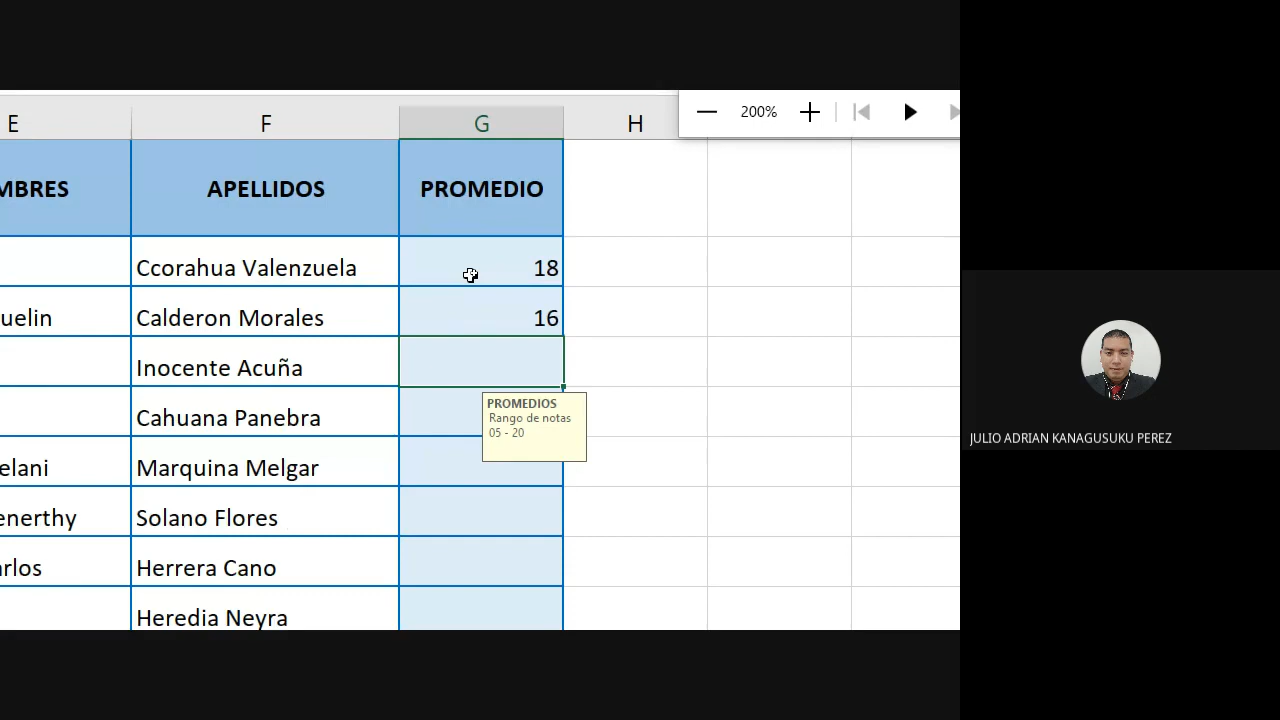 E F G H
200%
MBRES APELLIDOS PROMEDIO
Ccorahua Valenzuela 18
uelin Calderon Morales 16
Inocente Acuña
Cahuana Panebra
PROMEDIOS
Rango de notas
05 - 20
elani Marquina Melgar
enerthy Solano Flores
arlos Herrera Cano
Heredia Neyra
JULIO ADRIAN KANAGUSUKU PEREZ